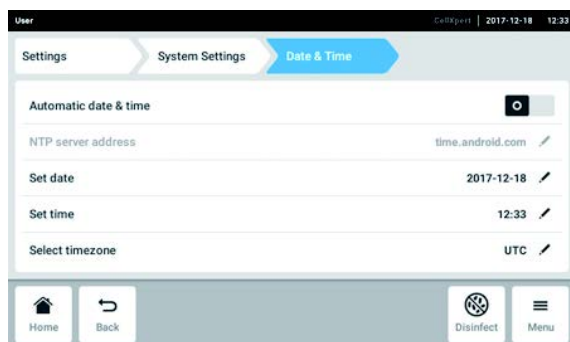 User CellXpert | 2017-12-18 12:33
Settings System Settings Date & Time
Automatic date & time
NTP server address time.android.com
Set date 2017-12-18
Set time 12:33
Select timezone UTC
Home Back Disinfect Menu